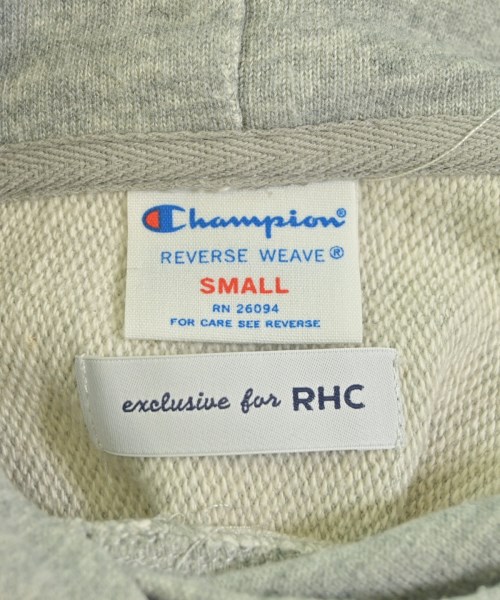 Champion®
REVERSE WEAVE®
SMALL
RN 26094
FOR CARE SEE REVERSE
exclusive for RHC